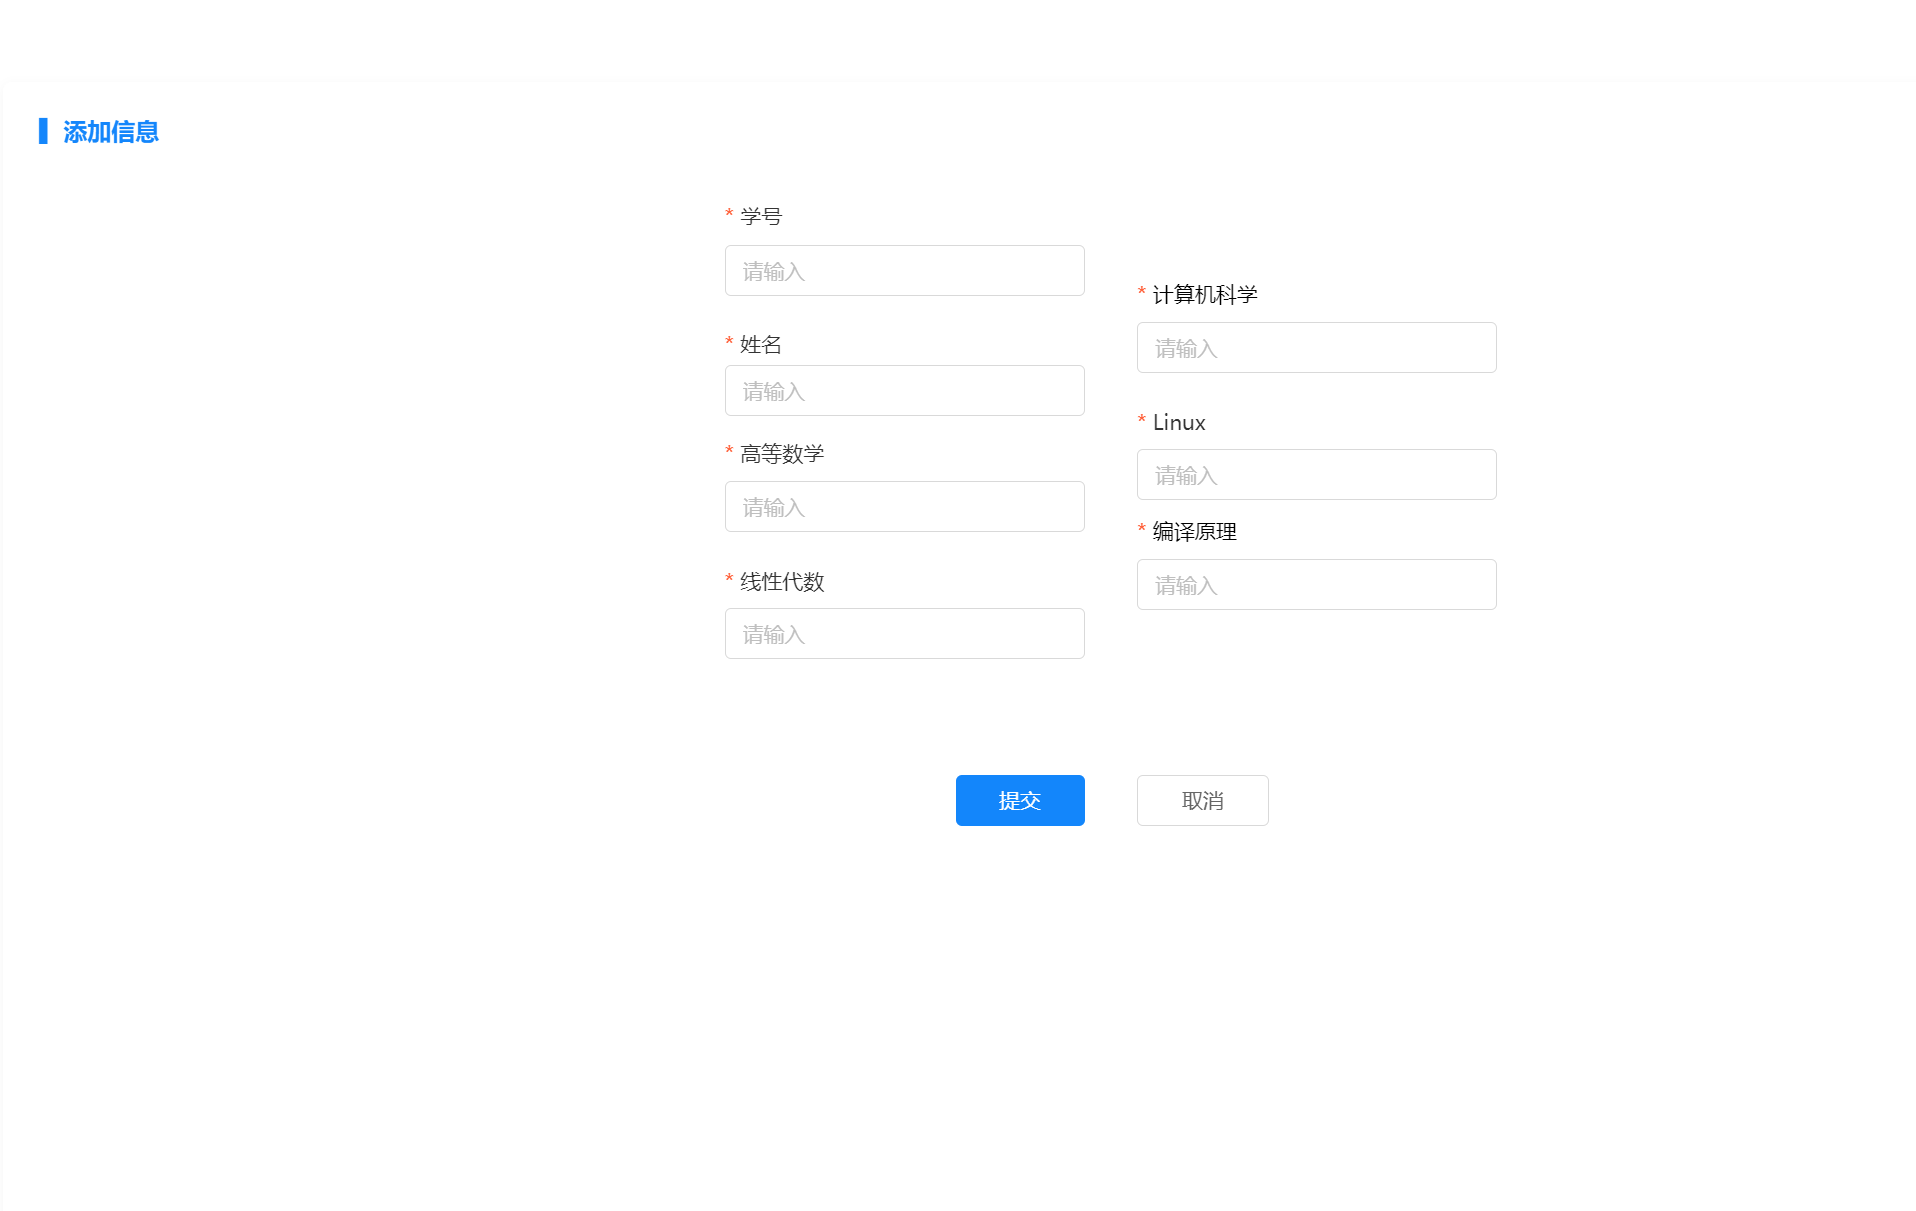 添加信息
* 学号
请输入
* 姓名
请输入
* 高等数学
请输入
* 线性代数
请输入
* 计算机科学
请输入
* Linux
请输入
* 编译原理
请输入
提交
取消